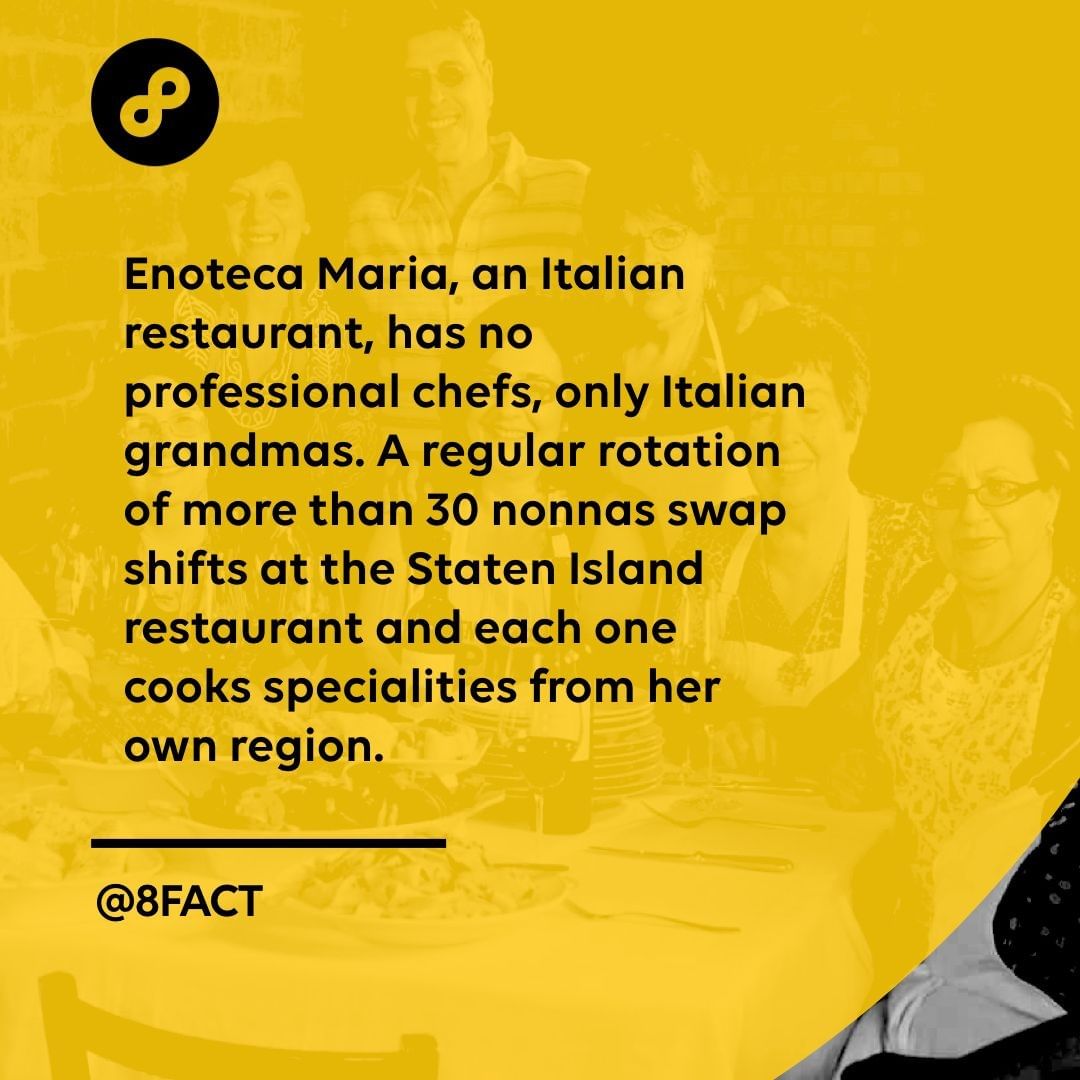 Enoteca Maria, an Italian
restaurant, has no
professional chefs, only Italian
grandmas. A regular rotation
of more than 30 nonnas swap
shifts at the Staten Island
restaurant and each one
cooks specialities from her
own region.
@8FACT